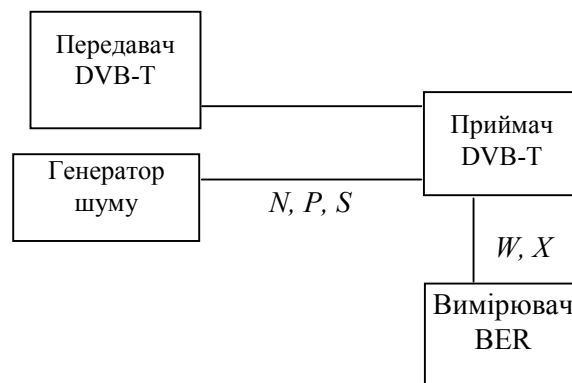 Передавач
DVB-T
Приймач
DVB-T
Генератор
шуму
N, P, S
W, X
Вимірювач
BER